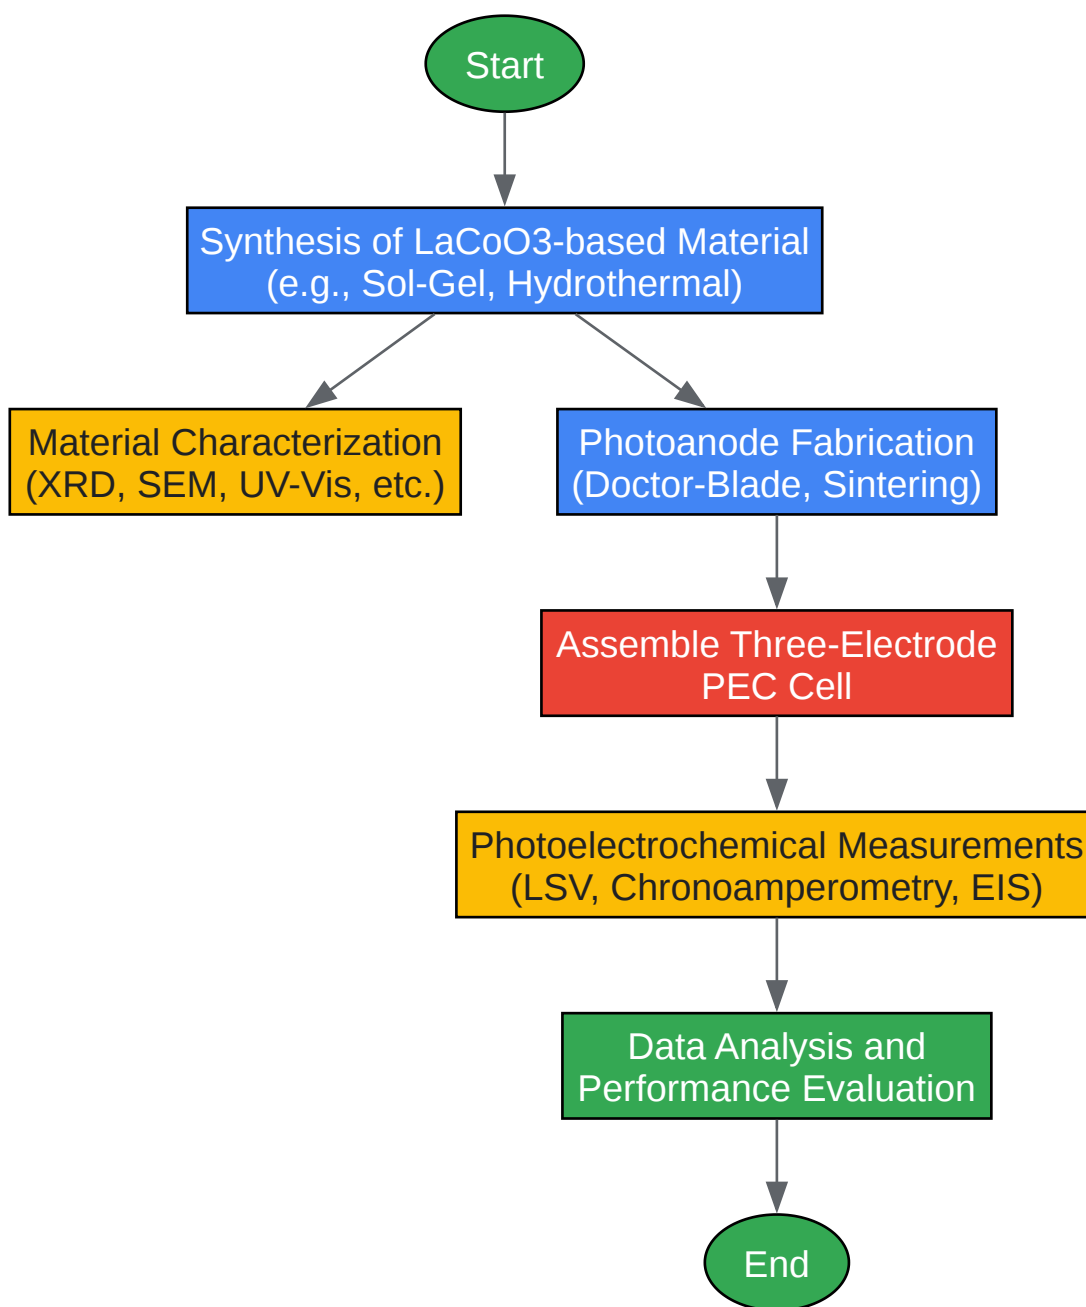 Start
Synthesis of LaCoO3-based Material
(e.g., Sol-Gel, Hydrothermal)
Material Characterization
(XRD, SEM, UV-Vis, etc.)
Photoanode Fabrication
(Doctor-Blade, Sintering)
Assemble Three-Electrode
PEC Cell
Photoelectrochemical Measurements
(LSV, Chronoamperometry, EIS)
Data Analysis and
Performance Evaluation
End